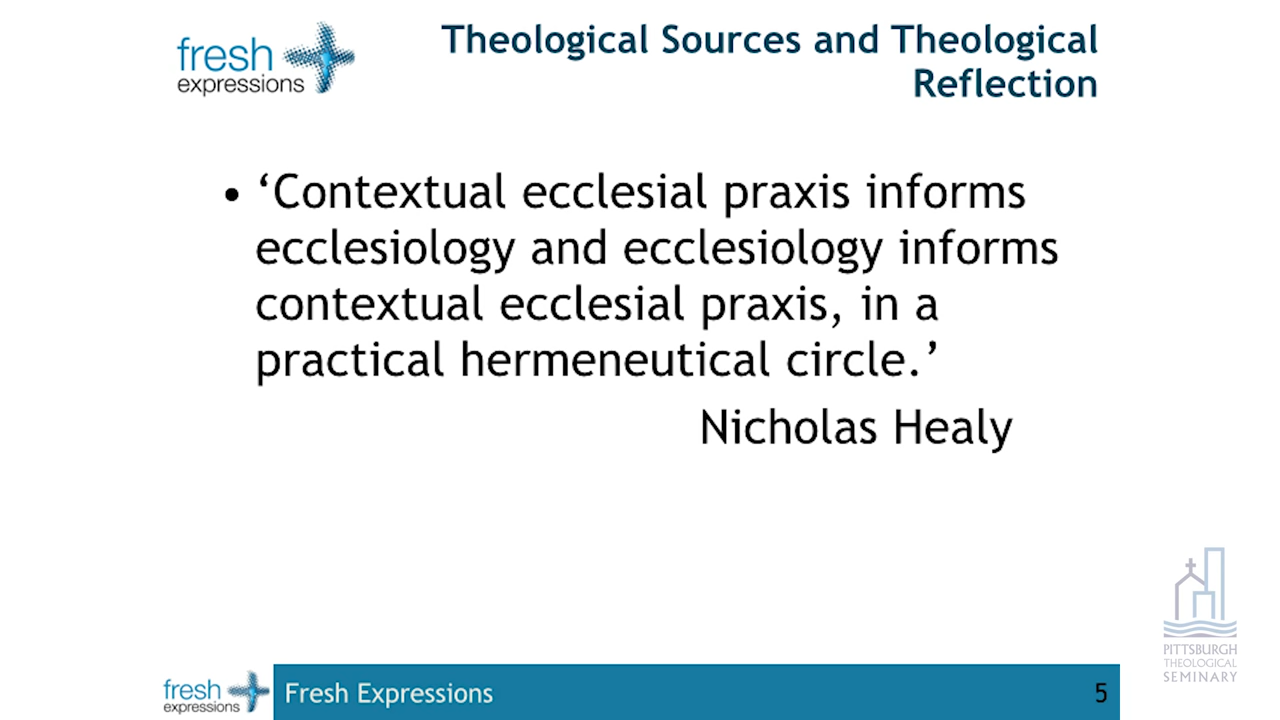 fresh
expressions
Theological Sources and Theological
Reflection
• ‘Contextual ecclesial praxis informs
ecclesiology and ecclesiology informs
contextual ecclesial praxis, in a
practical hermeneutical circle.’
Nicholas Healy
PITTSBURGH
THEOLOGICAL
SEMINARY
fresh
expressions
Fresh Expressions
5